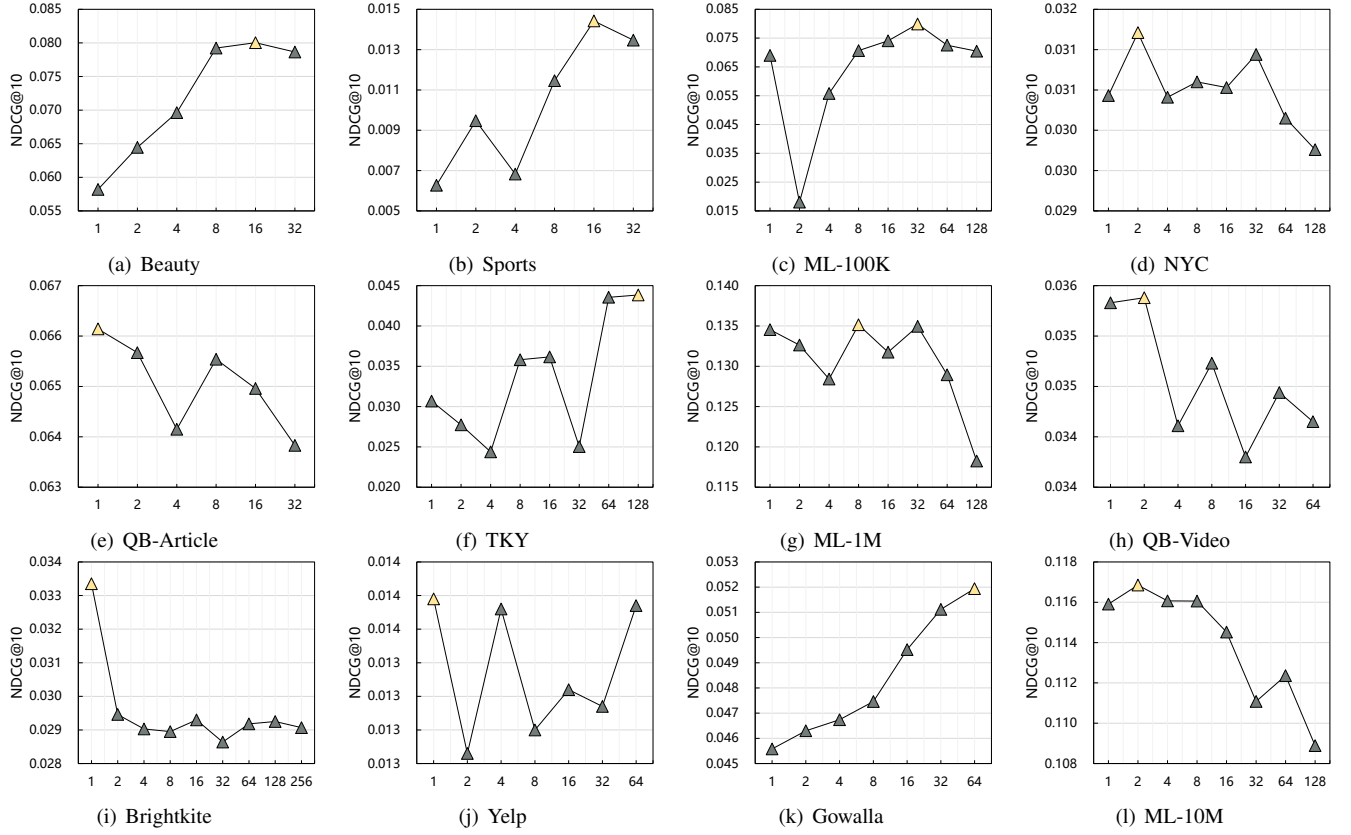 0.085
0.080
0.075
0.070
0.065
0.060
0.055
NDCG@10
1 2 4 8 16 32
(a) Beauty
0.015
0.013
0.011
0.009
0.007
0.005
NDCG@10
1 2 4 8 16 32
(b) Sports
0.085
0.075
0.065
0.055
0.045
0.035
0.025
0.015
NDCG@10
1 2 4 8 16 32 64 128
(c) ML-100K
0.032
0.031
0.031
0.030
0.030
0.029
NDCG@10
1 2 4 8 16 32 64 128
(d) NYC
0.067
0.066
0.065
0.064
0.063
NDCG@10
1 2 4 8 16 32
(e) QB-Article
0.045
0.040
0.035
0.030
0.025
0.020
NDCG@10
1 2 4 8 16 32 64 128
(f) TKY
0.140
0.135
0.130
0.125
0.120
0.115
NDCG@10
1 2 4 8 16 32 64 128
(g) ML-1M
0.036
0.035
0.035
0.034
0.034
NDCG@10
1 2 4 8 16 32 64
(h) QB-Video
0.034
0.033
0.032
0.031
0.030
0.029
0.028
NDCG@10
1 2 4 8 16 32 64 128 256
(i) Brightkite
0.014
0.014
0.014
0.013
0.013
0.013
0.013
NDCG@10
1 2 4 8 16 32 64
(j) Yelp
0.053
0.052
0.051
0.050
0.049
0.048
0.047
0.046
0.045
NDCG@10
1 2 4 8 16 32 64
(k) Gowalla
0.118
0.116
0.114
0.112
0.110
0.108
NDCG@10
1 2 4 8 16 32 64 128
(l) ML-10M